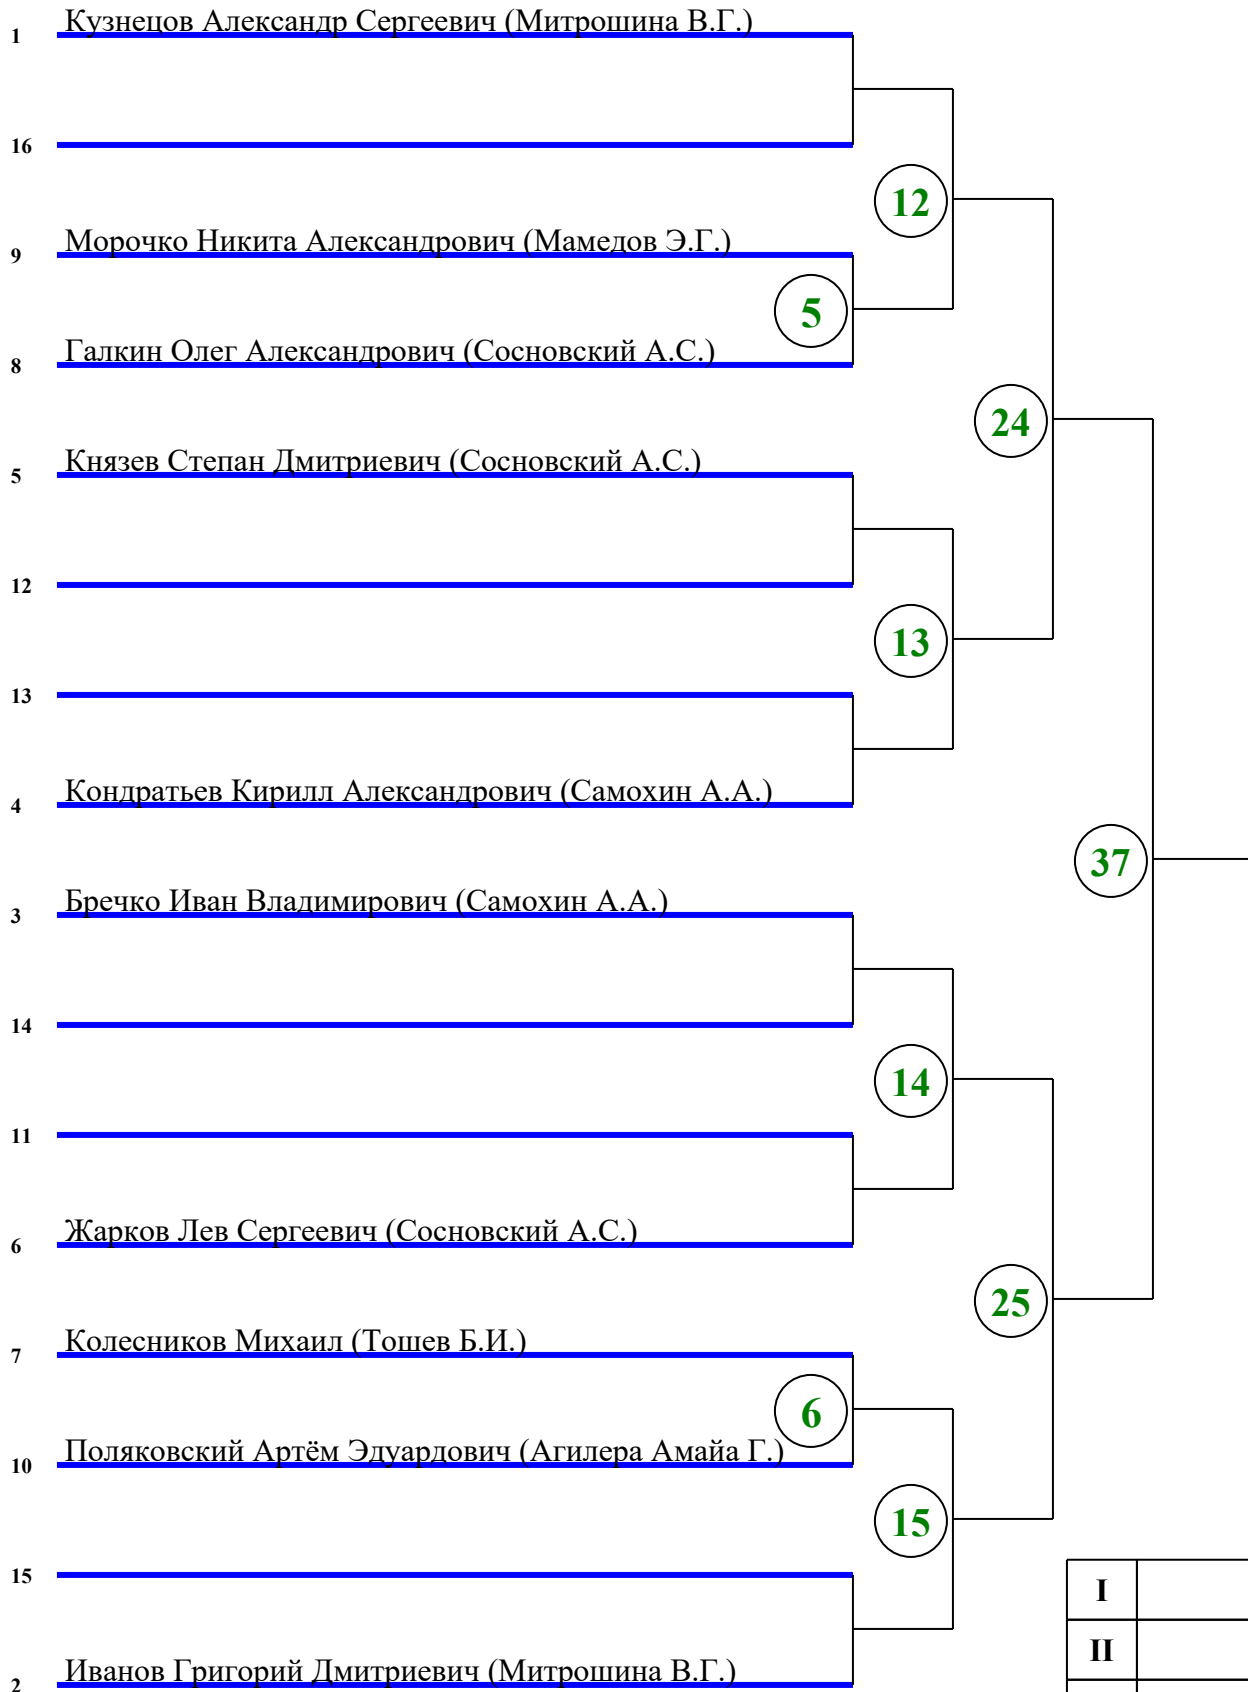 1 Кузнецов Александр Сергеевич (Митрошина В.Г.)
16
12
9 Морочко Никита Александрович (Мамедов Э.Г.)
5
8 Галкин Олег Александрович (Сосновский А.С.)
24
5 Князев Степан Дмитриевич (Сосновский А.С.)
12
13
13
4 Кондратьев Кирилл Александрович (Самохин А.А.)
37
3 Бречко Иван Владимирович (Самохин А.А.)
14
14
11
6 Жарков Лев Сергеевич (Сосновский А.С.)
25
7 Колесников Михаил (Тошев Б.И.)
6
10 Поляковский Артём Эдуардович (Агилера Амайа Г.)
15
15
I
II
2 Иванов Григорий Дмитриевич (Митрошина В.Г.)